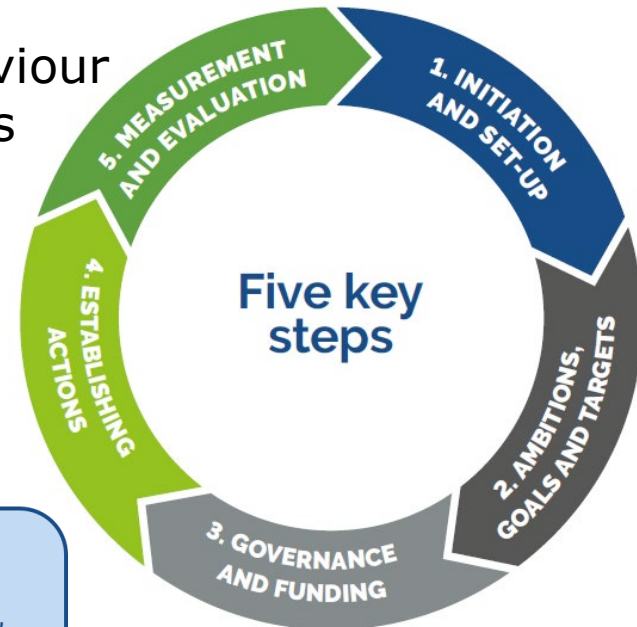 1. INITIATION
AND SET-UP
2. AMBITIONS,
GOALS AND TARGETS
3. GOVERNANCE
AND FUNDING
4. ESTABLISHING
ACTIONS
5. MEASUREMENT
AND EVALUATION
Five key
steps